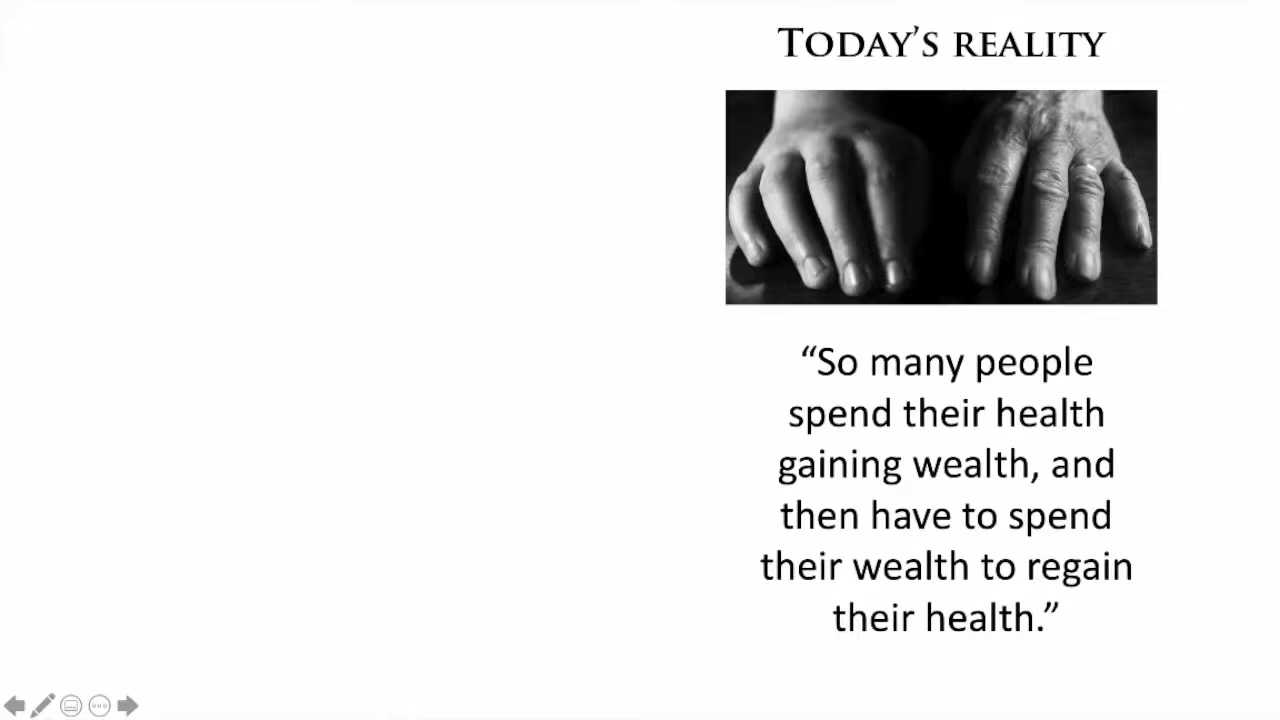 TODAY’S REALITY
“So many people
spend their health
gaining wealth, and
then have to spend
their wealth to regain
their health.”